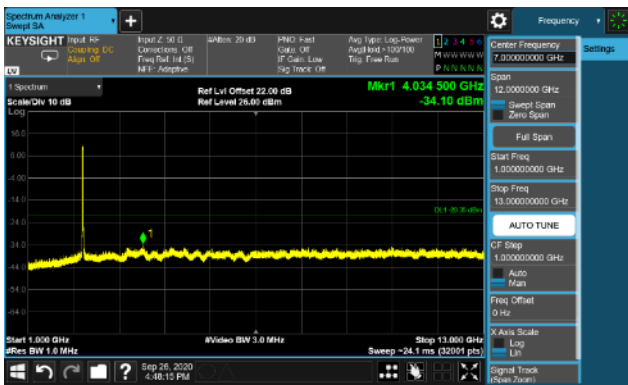 Spectrum Analyzer 1
Swept SA
Frequency
KEYSIGHT
Input: RF
Coupling: DC
Align: Off
Input Z: 50 Ω
Corrections: Off
Freq Ref: Int (S)
NFE: Adaptive
#Atten: 20 dB
PNO: Fast
Gate: Off
IF Gain: Low
Sig Track: Off
Avg Type: Log-Power
Avg|Hold:>100/100
Trig: Free Run
1 2 3 4 5 6
M W W W W W
P N N N N N
LV
1 Spectrum
Scale/Div 10 dB
Log
Ref Lvl Offset 22.00 dB
Ref Level 26.00 dBm
Mkr1 4.034 500 GHz
-34.10 dBm
16.0
6.00
-4.00
-14.0
-24.0
-34.0
-44.0
-54.0
-64.0
1
Start 1.000 GHz
#Res BW 1.0 MHz
#Video BW 3.0 MHz
Stop 13.000 GHz
Sweep ~24.1 ms (32001 pts)
Sep 26, 2020
4:46:15 PM
Center Frequency
7.000000000 GHz
Settings
Span
12.0000000 GHz
Swept Span
Zero Span
Full Span
Start Freq
1.000000000 GHz
Stop Freq
13.000000000 GHz
AUTO TUNE
CF Step
1.000000000 GHz
Auto
Man
Freq Offset
0 Hz
X Axis Scale
Log
Lin
Signal Track
(Span Zoom)